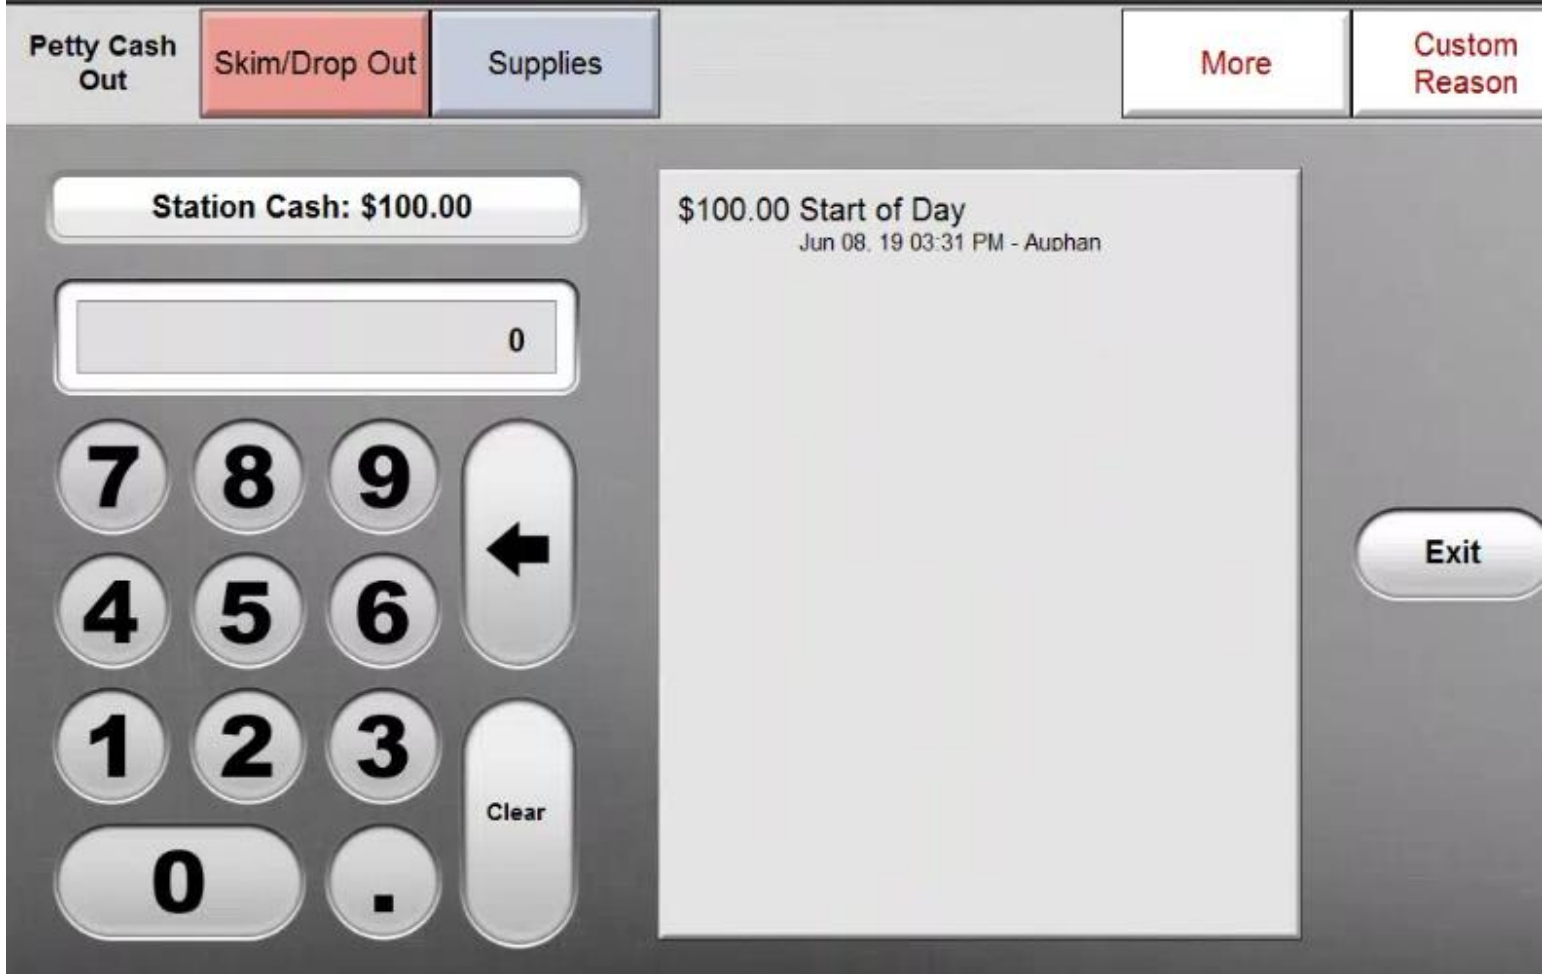 Petty Cash
Out
Skim/Drop Out
Supplies
More
Custom
Reason
Station Cash: $100.00
$100.00 Start of Day
Jun 08, 19 03:31 PM - Auphan
0
7 8 9
4 5 6
1 2 3
Clear
0 .
Exit